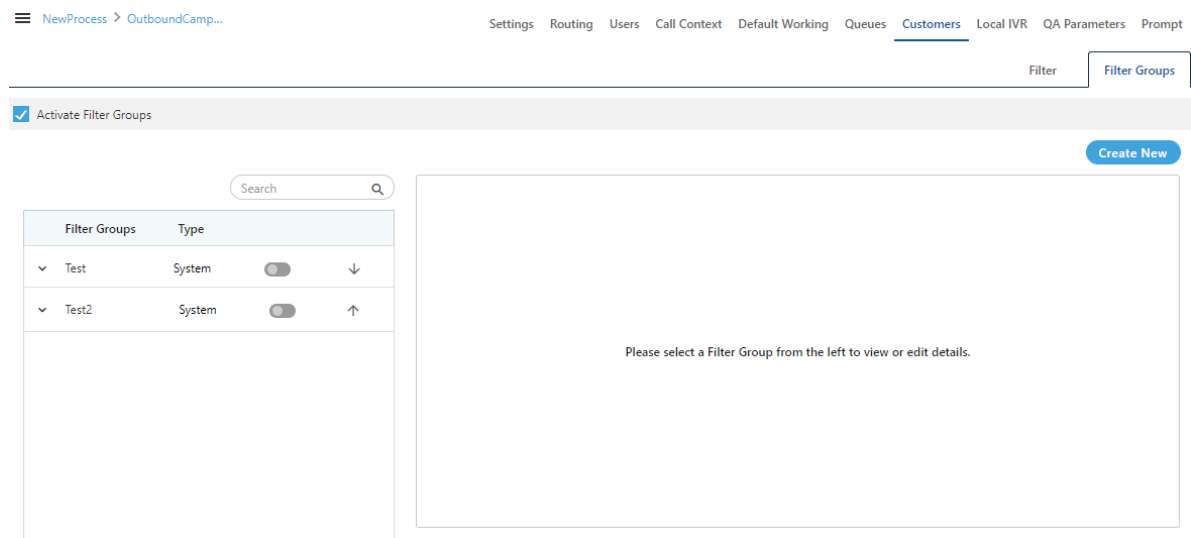 NewProcess > OutboundCamp...
Settings Routing Users Call Context Default Working Queues Customers Local IVR QA Parameters Prompt
Filter Filter Groups
Activate Filter Groups
Create New
Search
Filter Groups Type
Test System
Test2 System
Please select a Filter Group from the left to view or edit details.